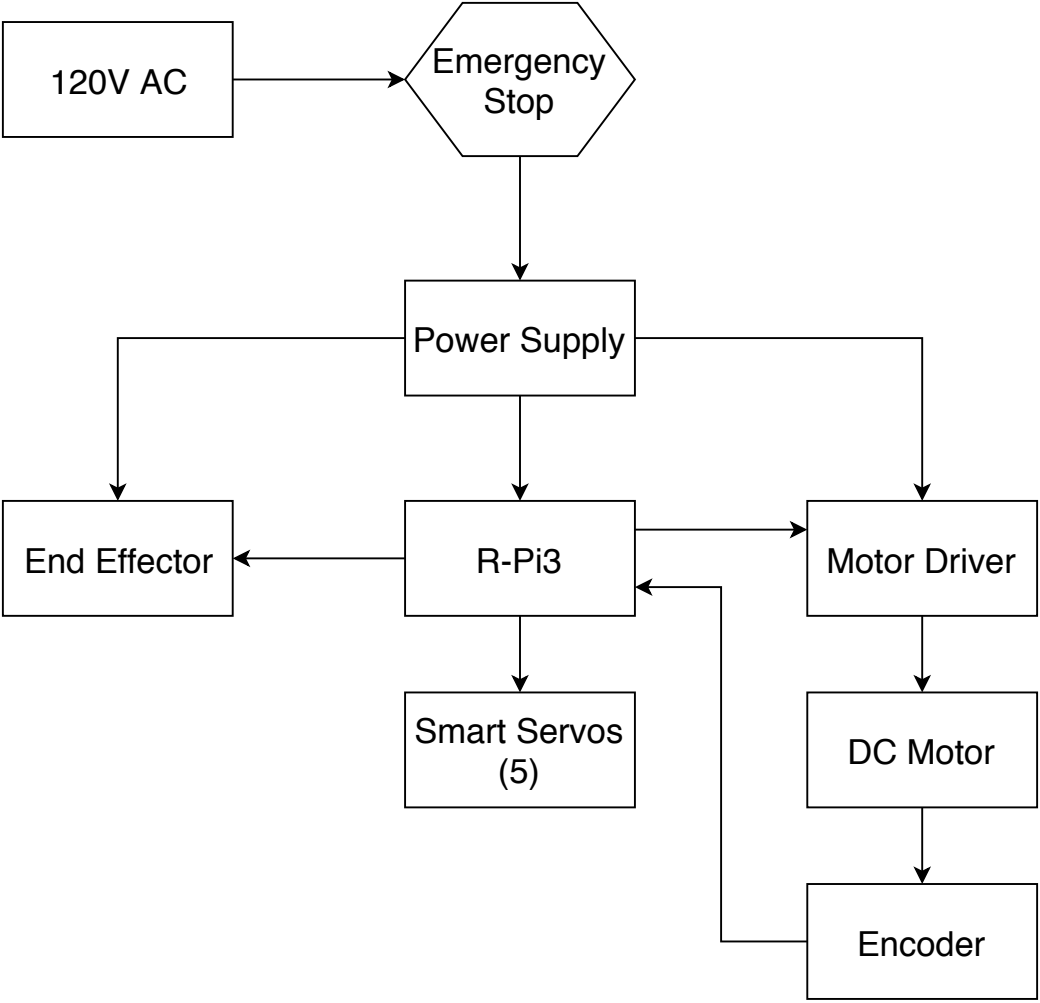 120V AC
Emergency
Stop
Power Supply
End Effector
R-Pi3
Motor Driver
Smart Servos
(5)
DC Motor
Encoder